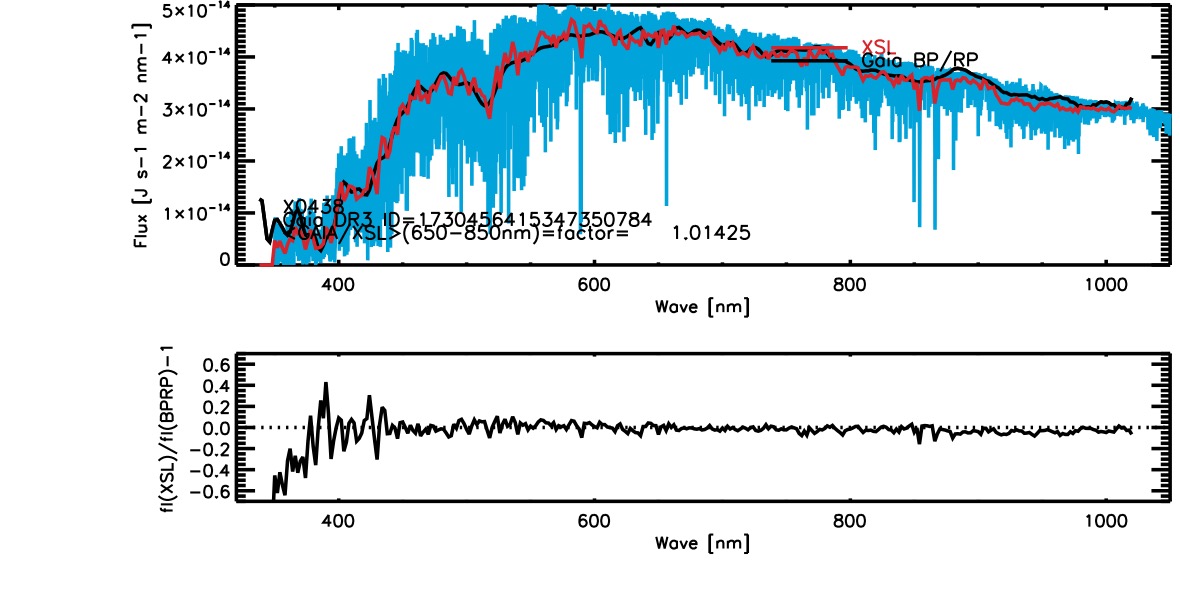 5×10−14
4×10−14
3×10−14
2×10−14
1×10−14
0
Flux [J s−1 m−2 nm−1]
XSL
Gaia BP/RP
X0438
Gaia DR3 ID=1730456415347350784
<GAIA/XSL>(650−850nm)=factor= 1.01425
400 600 800 1000
Wave [nm]
0.6
0.4
0.2
0.0
−0.2
−0.4
−0.6
fl(XSL)/fl(BPRP)−1
400 600 800 1000
Wave [nm]